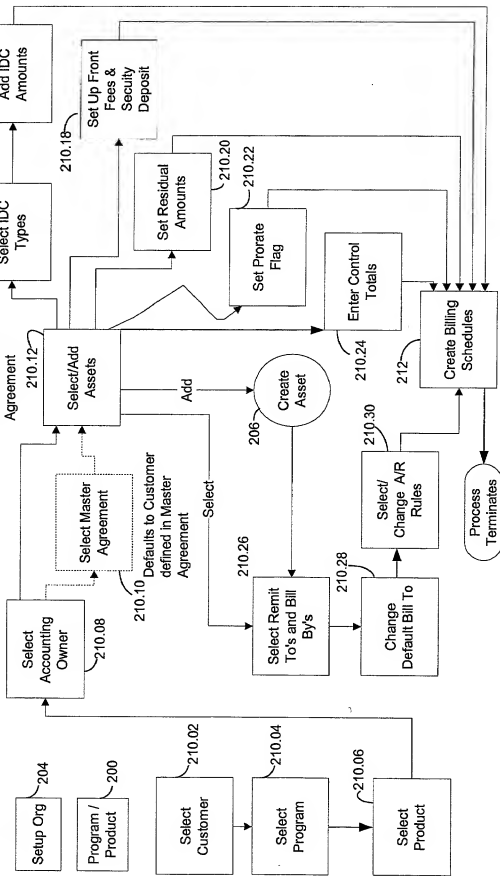 Setup Org
204
Program /
Product
200
Select
Customer
210.02
Select
Program
210.04
Select
Product
210.06
Select
Accounting
Owner
210.08
Select Master
Agreement
210.10
Defaults to Customer
defined in Master
Agreement
Agreement
210.12
Select/Add
Assets
Select IDC
Types
Add IDC
Amounts
210.18
Set Up Front
Fees &
Secuity
Deposit
Set Residual
Amounts
210.20
210.22
Set Prorate
Flag
Enter Control
Totals
210.24
Add
Select
Create
Asset
206
210.26
Select Remit
To's and Bill
By's
210.28
Change
Default Bill To
210.30
Select/
Change A/R
Rules
212
Create Billing
Schedules
Process
Terminates